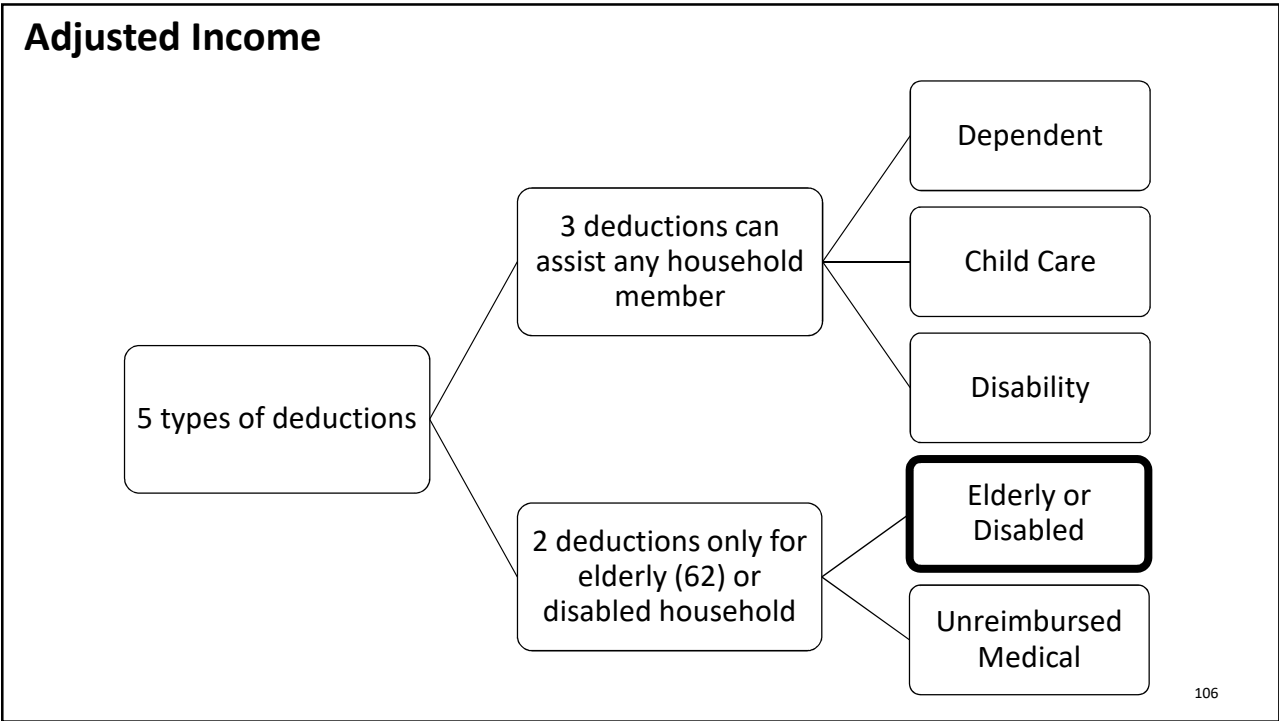 Adjusted Income
5 types of deductions
3 deductions can
assist any household
member
Dependent
Child Care
Disability
2 deductions only for
elderly (62) or
disabled household
Elderly or
Disabled
Unreimbursed
Medical
106